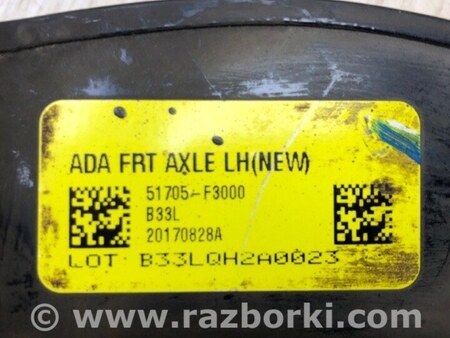 ADA FRT AXLE LH(NEW)
51705-F3000
B33L
20170828A
LOT B33LQH2A0023
© www.razborki.com